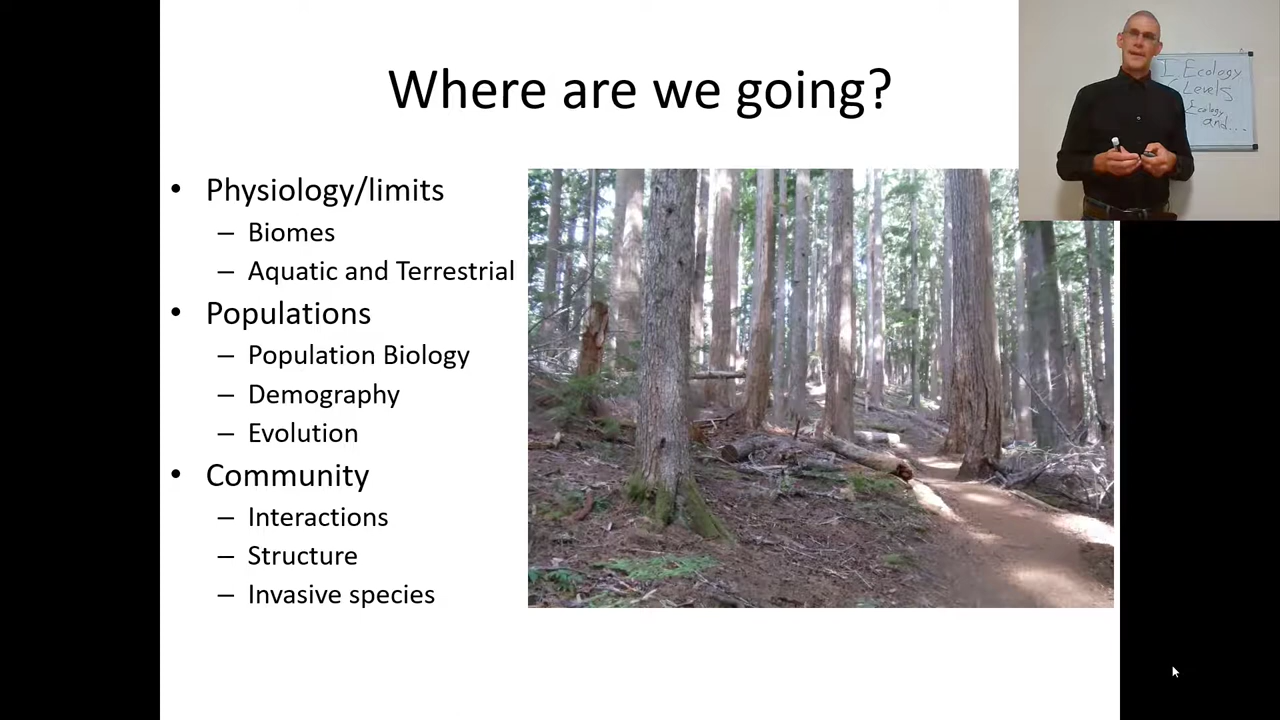 Where are we going?
• Physiology/limits
– Biomes
– Aquatic and Terrestrial
• Populations
– Population Biology
– Demography
– Evolution
• Community
– Interactions
– Structure
– Invasive species
I Ecology
Levels
Ecology
and...